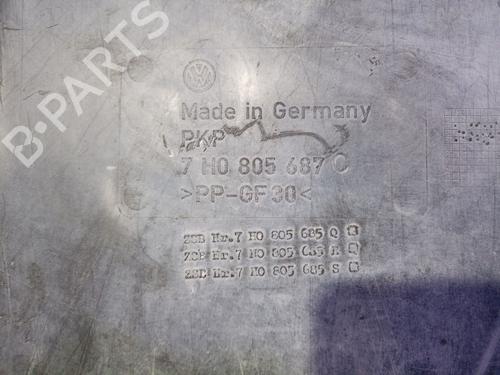 B-PARTS
Made in Germany
PKP
7 H0 805 687 C
>PP-GF30<
ZSB Nr.7 H0 805 685 Q
ZSB Nr.7 H0 805 685 R
ZSB Nr.7 H0 805 685 S